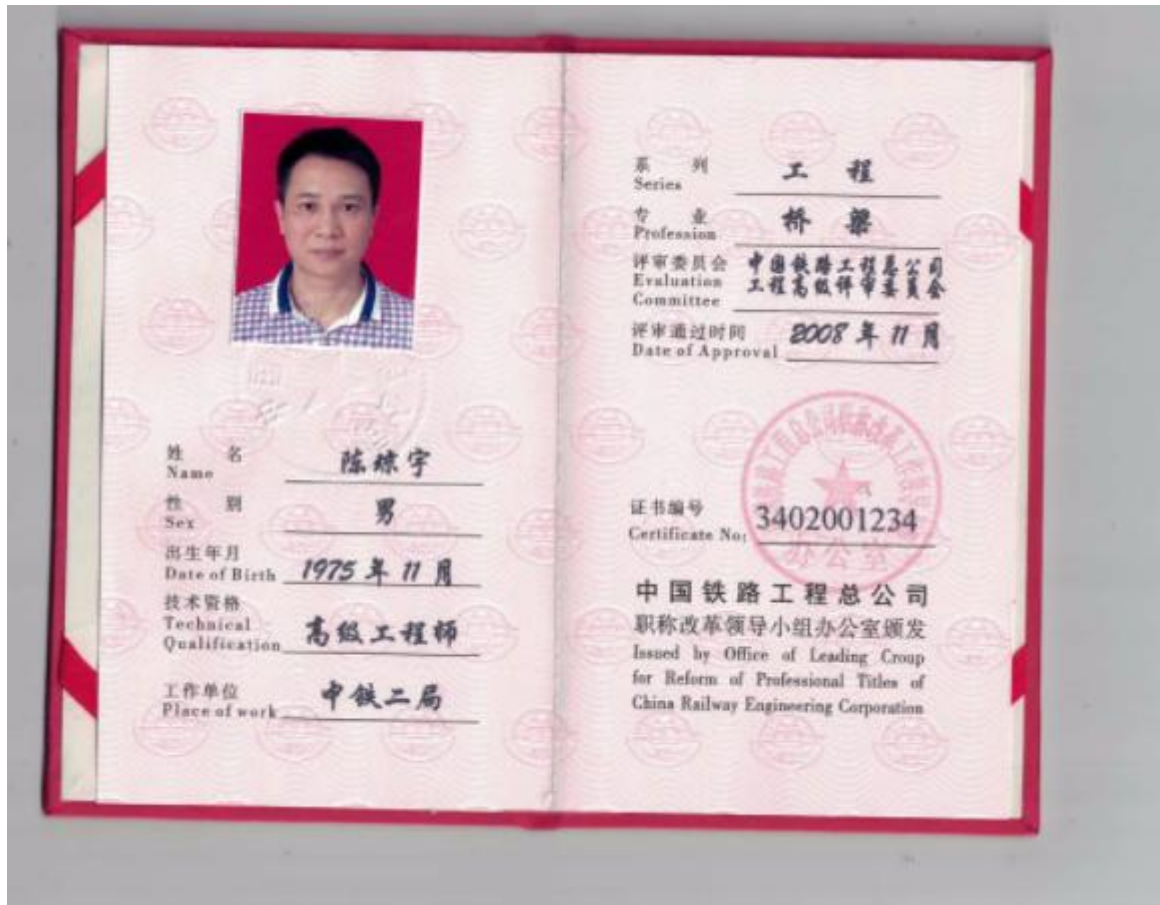 姓 名
Name
陈琼宇
性 别
Sex
男
出生年月
Date of Birth
1975年11月
技术资格
Technical
Qualification
高级工程师
工作单位
Place of work
中铁二局
系 列
Series
工 程
专 业
Profession
桥 梁
评审委员会
Evaluation
Committee
中国铁路工程总公司
工程高级评审委员会
评审通过时间
Date of Approval
2008年11月
证书编号
Certificate No:
3402001234
办公室
中国铁路工程总公司
职称改革领导小组办公室颁发
Issued by Office of Leading Croup
for Reform of Professional Titles of
China Railway Engineering Corporation